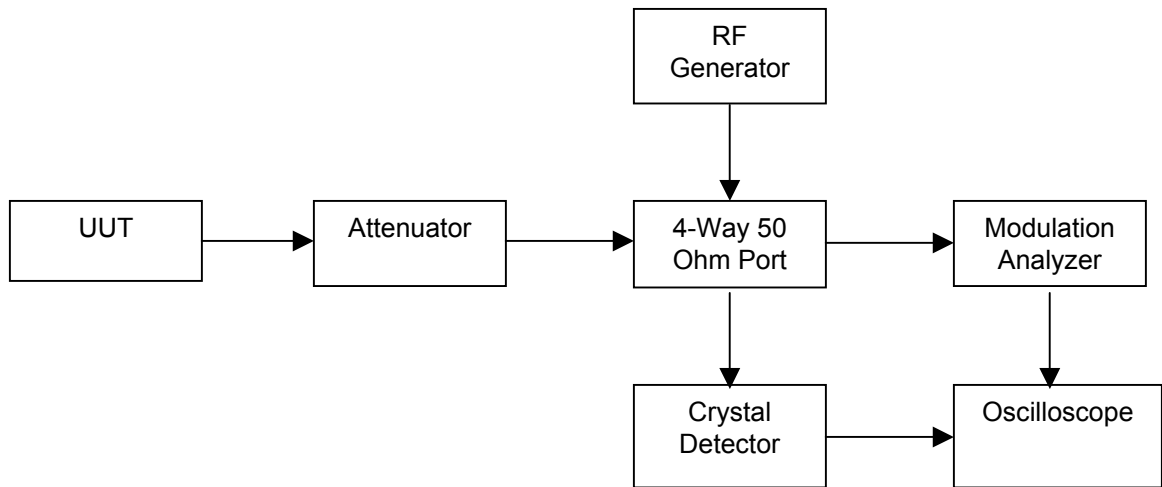 RF
Generator
UUT
Attenuator
4-Way 50
Ohm Port
Modulation
Analyzer
Crystal
Detector
Oscilloscope